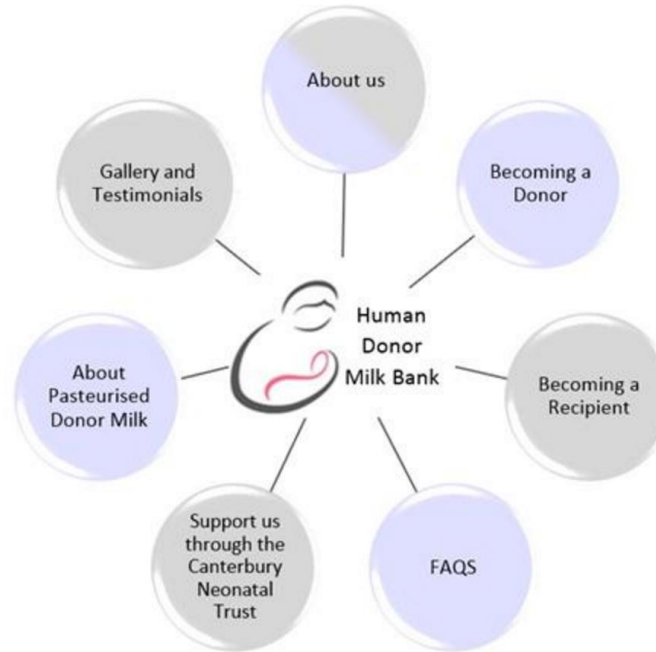 About us
Becoming a
Donor
Becoming a
Recipient
FAQS
Support us
through the
Canterbury
Neonatal
Trust
About
Pasteurised
Donor Milk
Gallery and
Testimonials
Human
Donor
Milk Bank